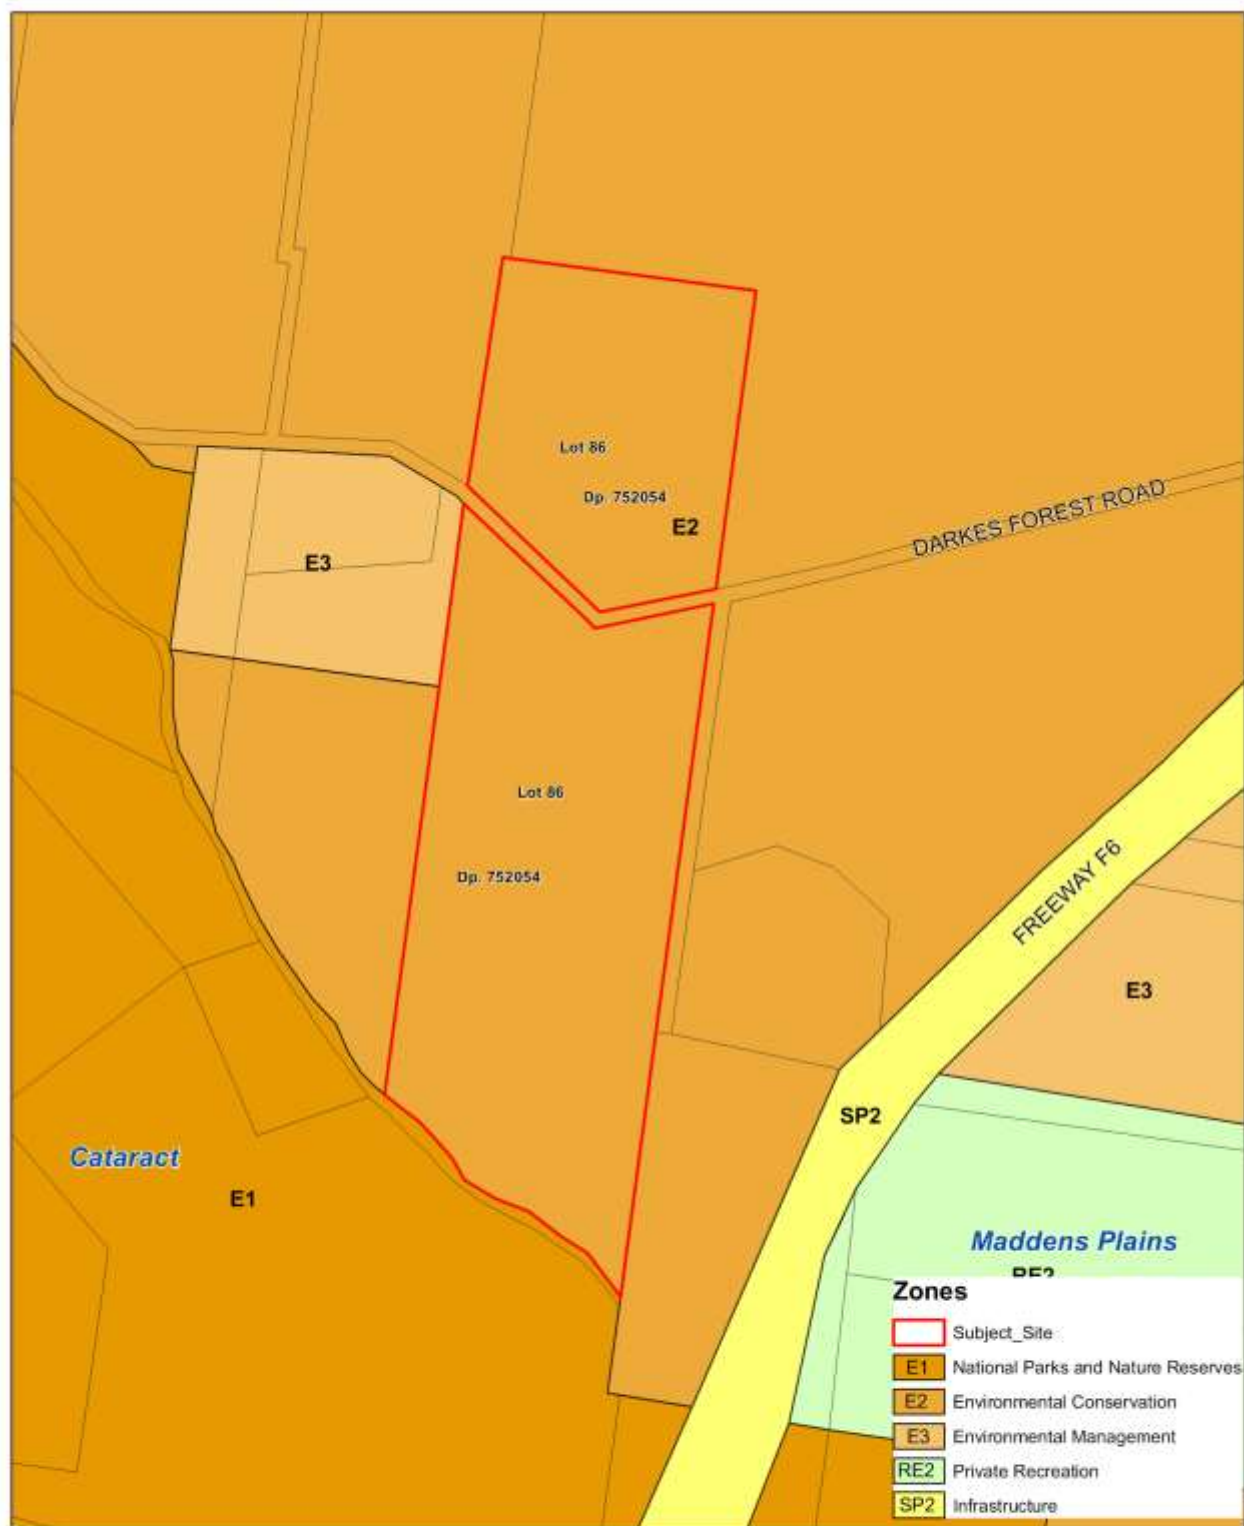 Lot 86
Dp. 752054
E2
DARKES FOREST ROAD
E3
Lot 86
Dp. 752054
FREEWAY F6
E3
SP2
Cataract
E1
Maddens Plains
RE2
Zones
Subject_Site
E1 National Parks and Nature Reserves
E2 Environmental Conservation
E3 Environmental Management
RE2 Private Recreation
SP2 Infrastructure